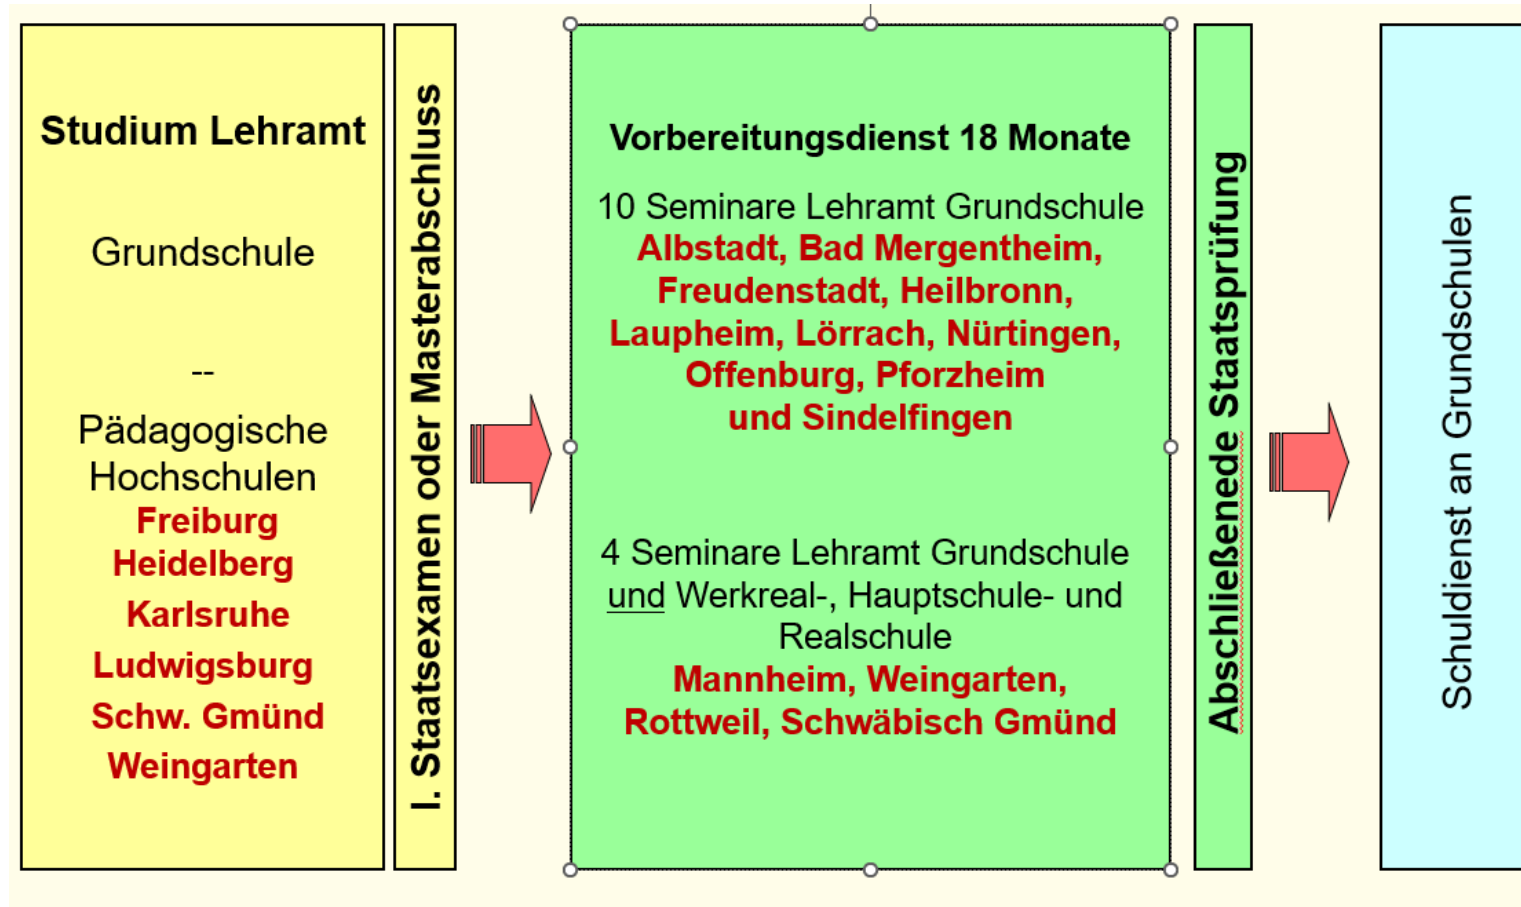 Studium Lehramt
Grundschule
--
Pädagogische
Hochschulen
Freiburg
Heidelberg
Karlsruhe
Ludwigsburg
Schw. Gmünd
Weingarten
I. Staatsexamen oder Masterabschluss
Vorbereitungsdienst 18 Monate
10 Seminare Lehramt Grundschule
Albstadt, Bad Mergentheim,
Freudenstadt, Heilbronn,
Laupheim, Lörrach, Nürtingen,
Offenburg, Pforzheim
und Sindelfingen
4 Seminare Lehramt Grundschule
und Werkreal-, Hauptschule- und
Realschule
Mannheim, Weingarten,
Rottweil, Schwäbisch Gmünd
Abschließenede Staatsprüfung
Schuldienst an Grundschulen